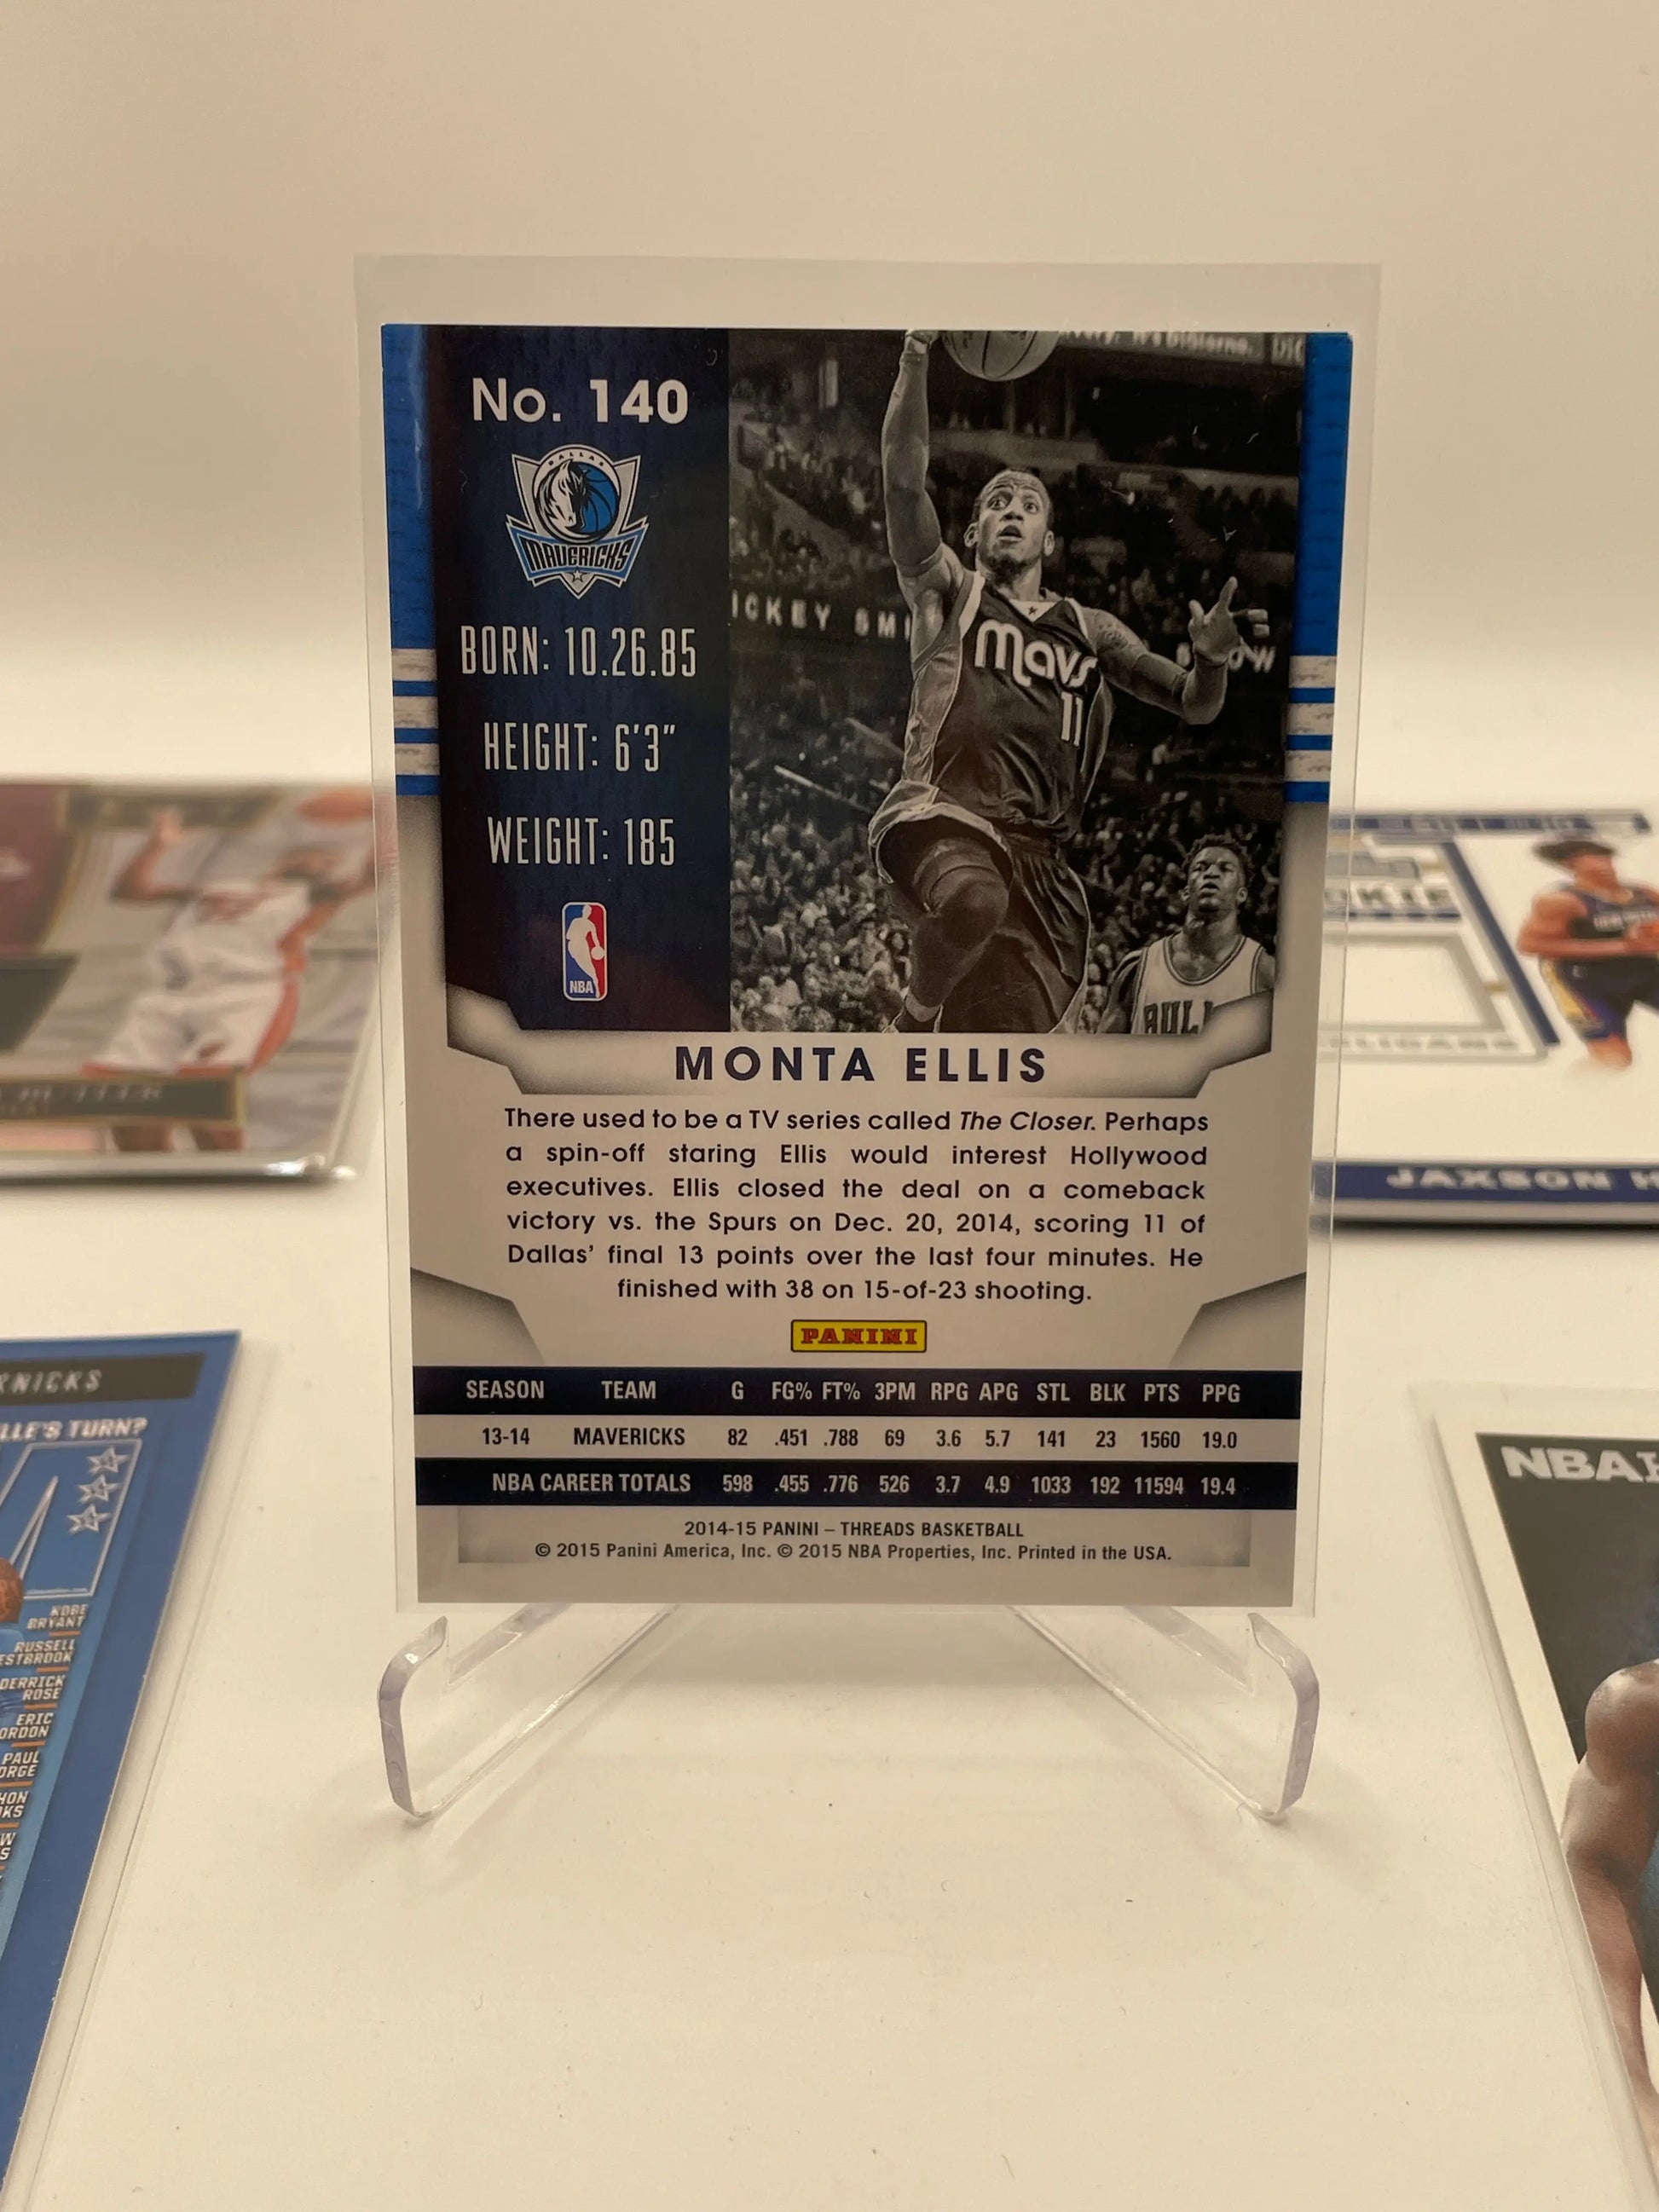 No. 140
DALLAS
MAVERICKS
BORN: 10.26.85
HEIGHT: 6'3"
WEIGHT: 185
NBA
ICKEY SMI
mavs
11
BULL
MONTA ELLIS
There used to be a TV series called The Closer. Perhaps
a spin-off staring Ellis would interest Hollywood
executives. Ellis closed the deal on a comeback
victory vs. the Spurs on Dec. 20, 2014, scoring 11 of
Dallas' final 13 points over the last four minutes. He
finished with 38 on 15-of-23 shooting.
PANINI
SEASON TEAM G FG% FT% 3PM RPG APG STL BLK PTS PPG
13-14 MAVERICKS 82 .451 .788 69 3.6 5.7 141 23 1560 19.0
NBA CAREER TOTALS 598 .455 .776 526 3.7 4.9 1033 192 11594 19.4
2014-15 PANINI – THREADS BASKETBALL
© 2015 Panini America, Inc. © 2015 NBA Properties, Inc. Printed in the USA.
JAXSON H
KNICKS
LLE'S TURN?
KOBE
BRYANT
RUSSELL
ESTBROOK
DERRICK
ROSE
ERIC
ORDON
PAUL
ORGE
HON
OKS
W
S
NBA